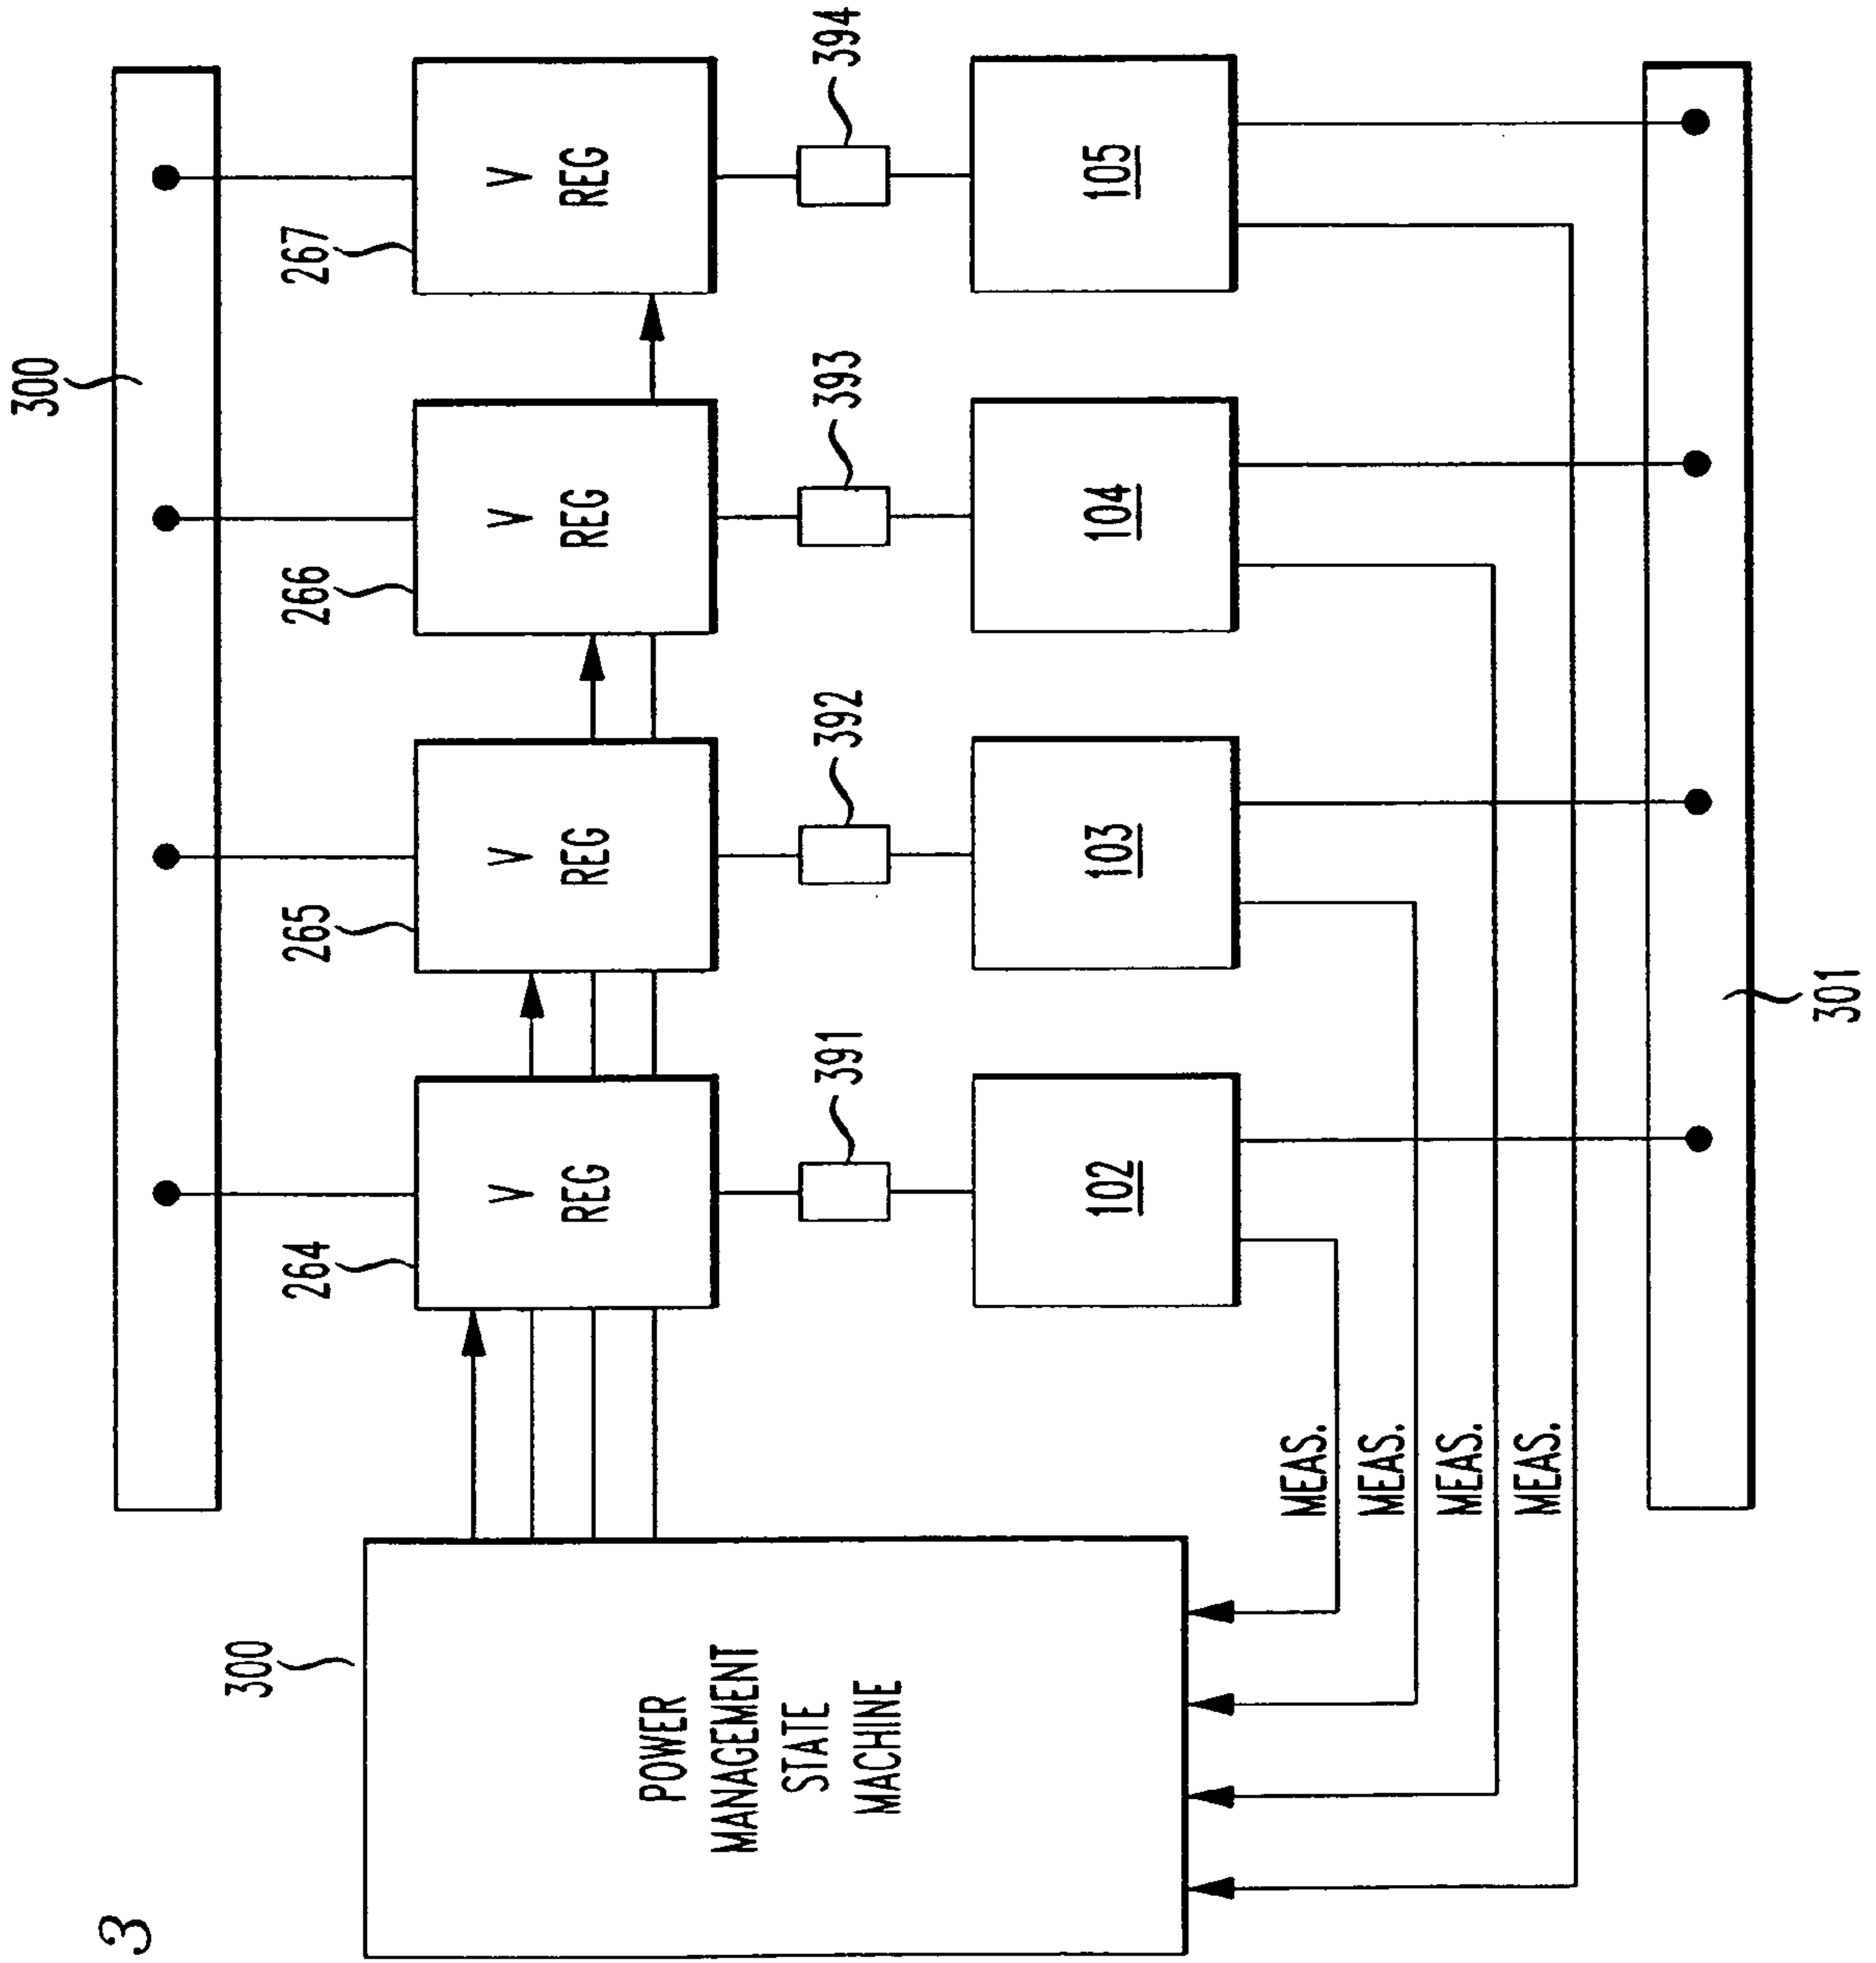 3
300
300
267
266
265
264
V
REG
V
REG
V
REG
V
REG
394
393
392
391
105
104
103
102
POWER
MANAGEMENT
STATE
MACHINE
MEAS.
MEAS.
MEAS.
MEAS.
301